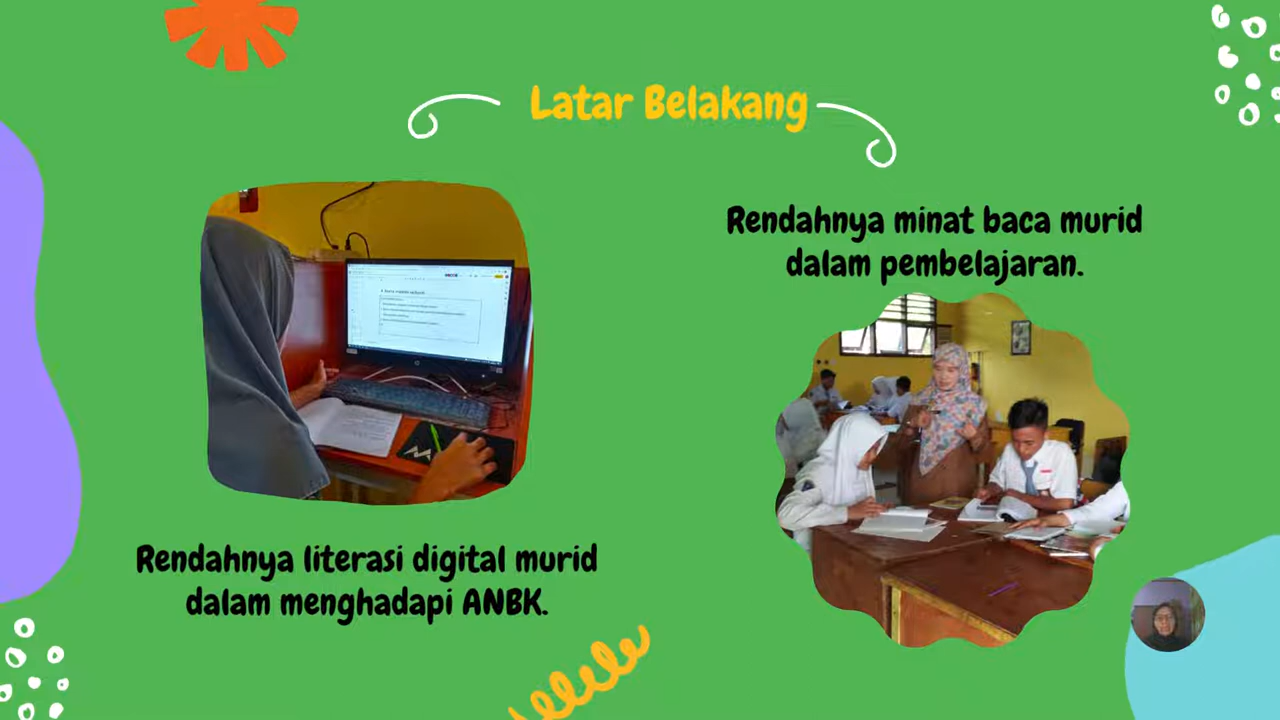 Latar Belakang
Rendahnya minat baca murid
dalam pembelajaran.
Rendahnya literasi digital murid
dalam menghadapi ANBK.